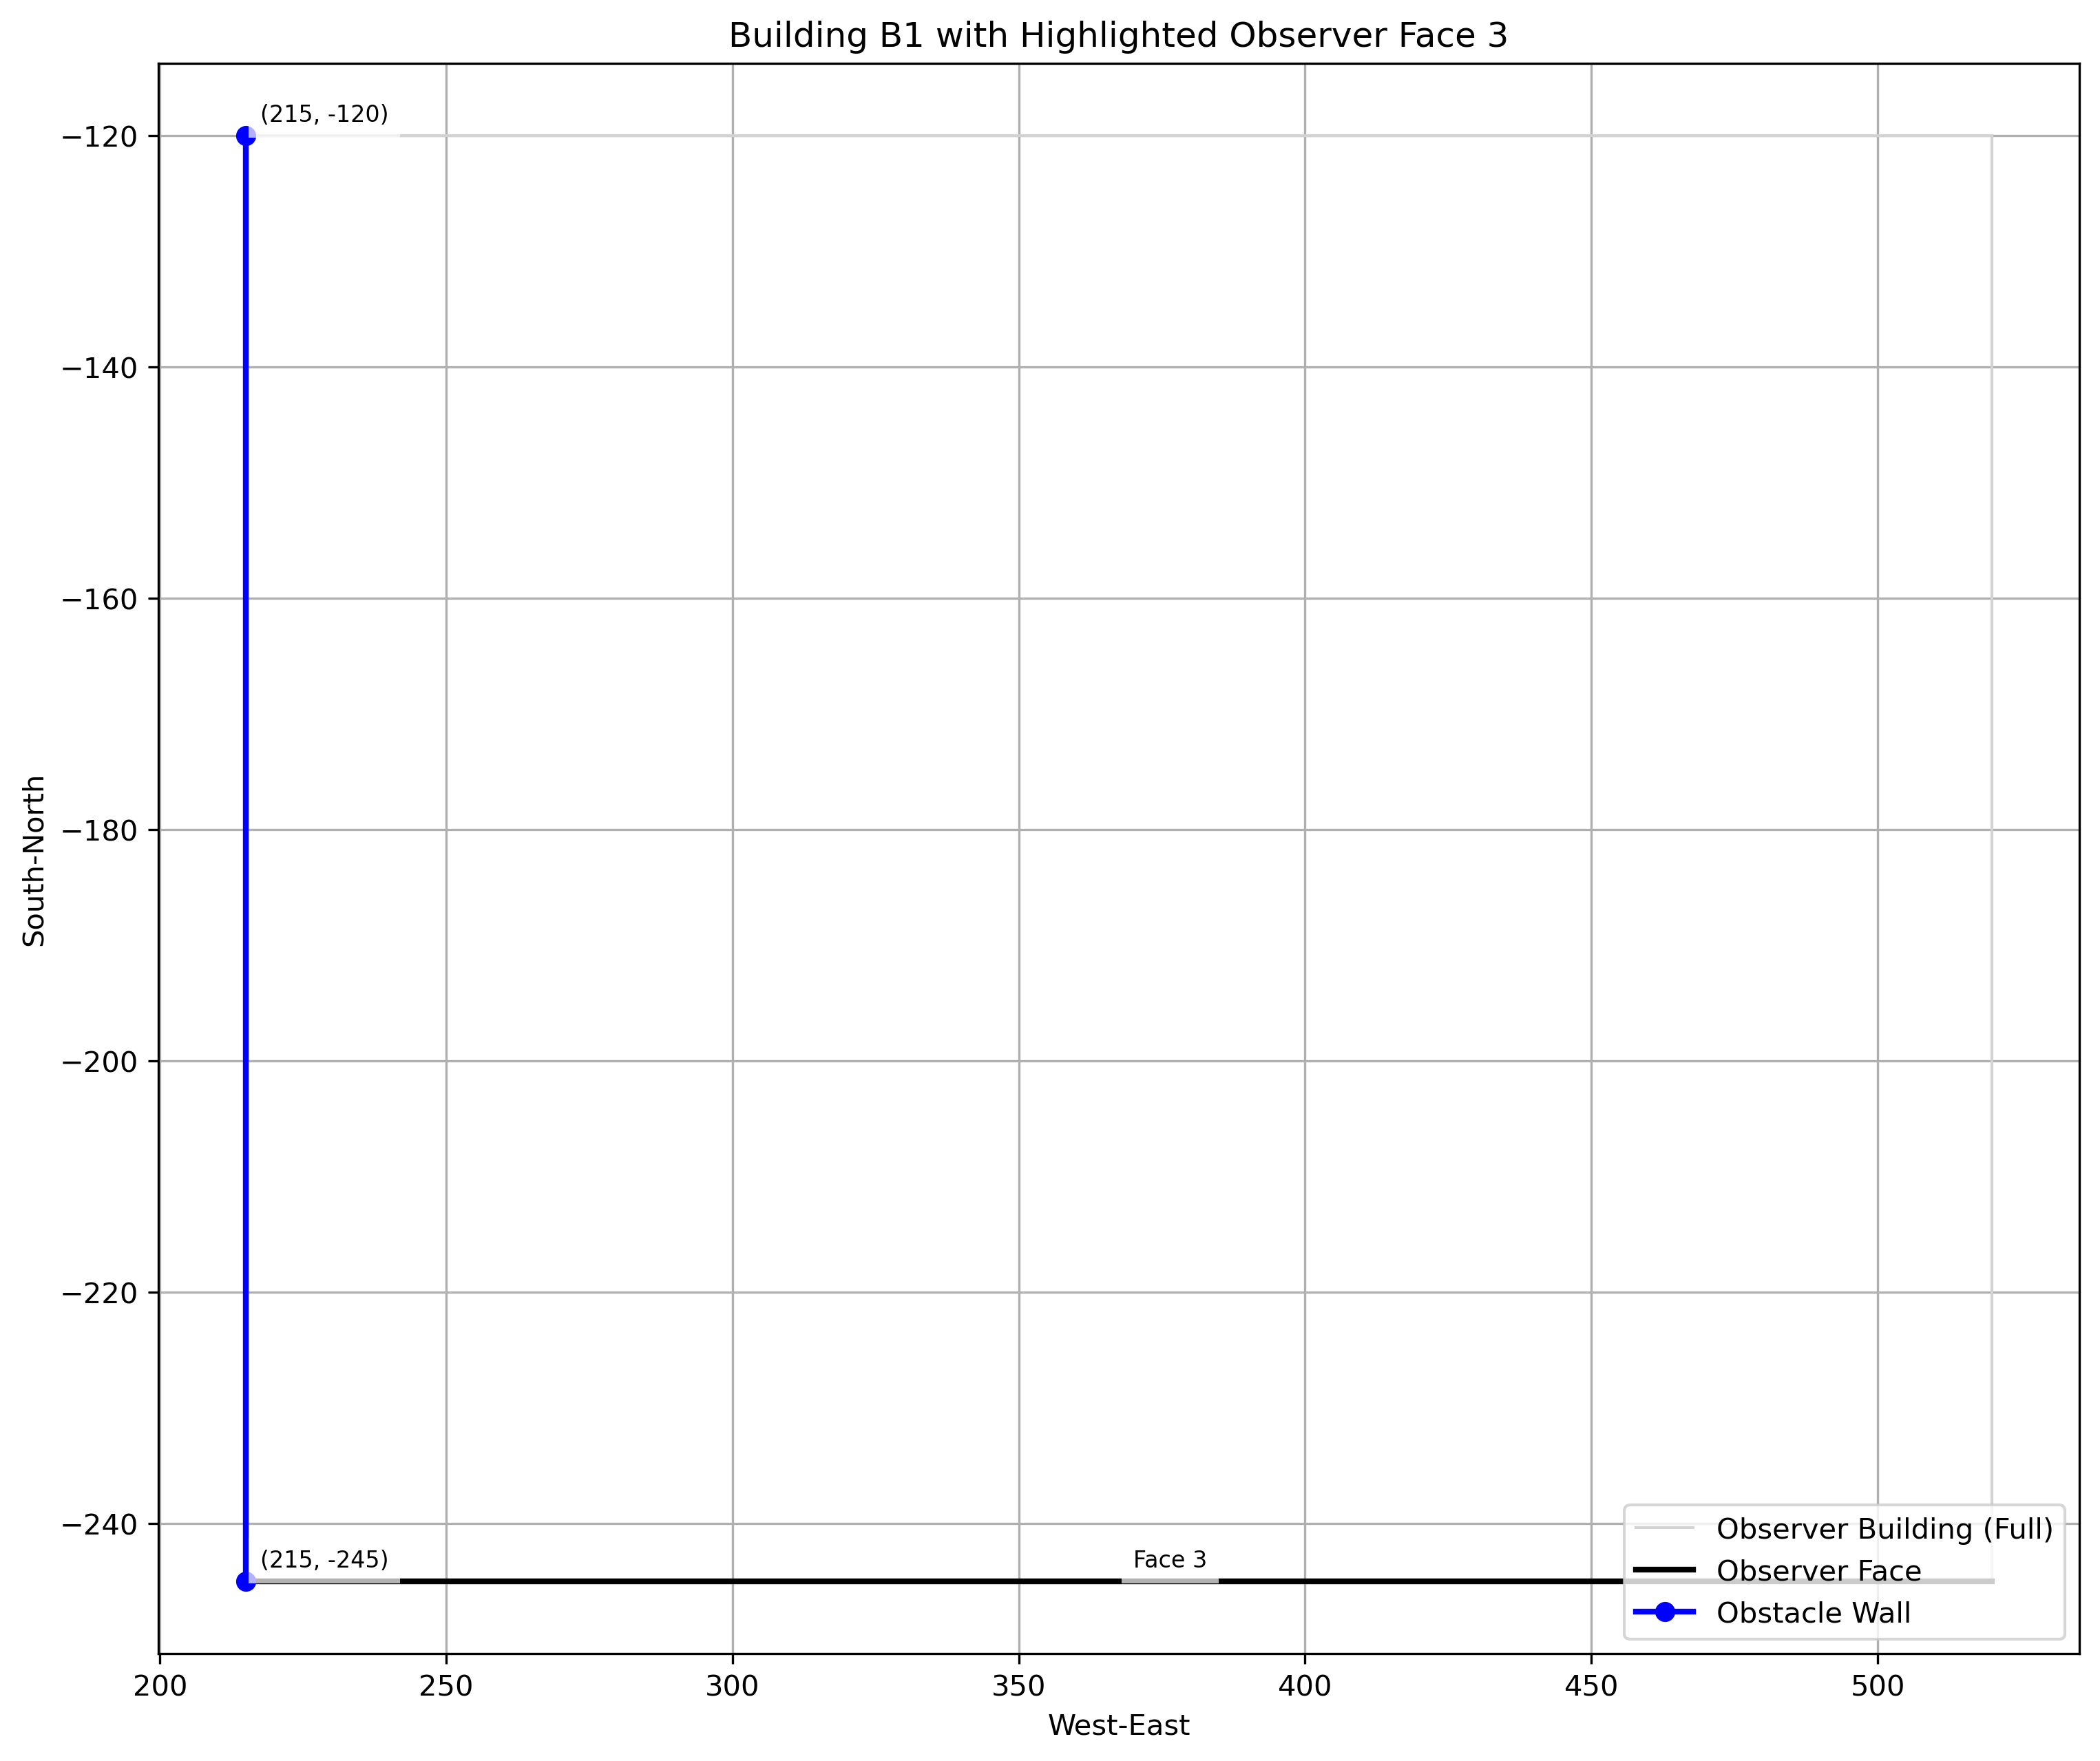 Building B1 with Highlighted Observer Face 3
(215, -120)
−120
−140
−160
−180
−200
−220
−240
South-North
(215, -245)
Face 3
Observer Building (Full)
Observer Face
Obstacle Wall
200 250 300 350 400 450 500
West-East